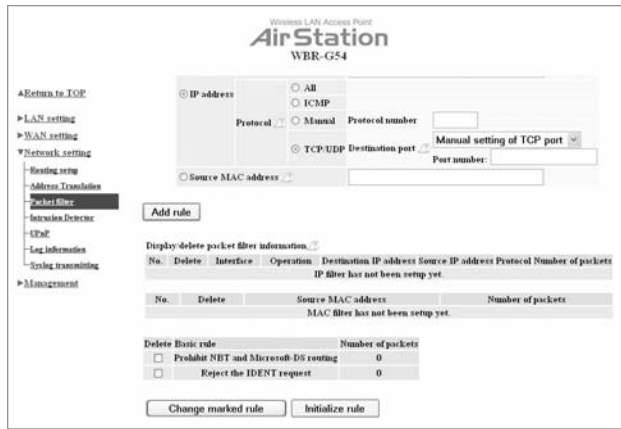 Wireless LAN Access Point
AirStation
WBR-G54
▲Return to TOP
▶LAN setting
▶WAN setting
▼Network setting
Routing setup
Address Translation
Packet filter
Intrusion Detector
UPnP
Log information
Syslog transmitting
▶Management
IP address
Protocol
All
ICMP
Manual Protocol number
TCP/UDP Destination port
Manual setting of TCP port
Port number:
Source MAC address
Add rule
Display/delete packet filter information
No. Delete Interface Operation Destination IP address Source IP address Protocol Number of packets
IP filter has not been setup yet.
No. Delete Source MAC address Number of packets
MAC filter has not been setup yet.
Delete Basic rule Number of packets
Prohibit NBT and Microsoft-DS routing 0
Reject the IDENT request 0
Change marked rule Initialize rule